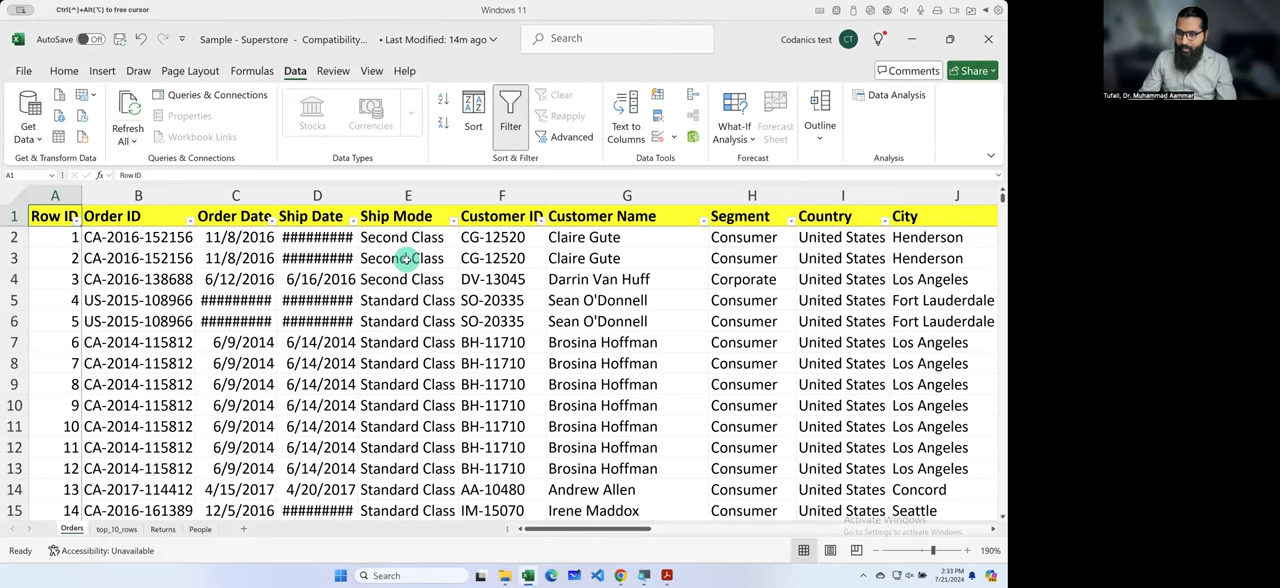 Ctrl(^)+Alt(⌥) to free cursor
Windows 11
AutoSave Off
Sample - Superstore - Compatibility... • Last Modified: 14m ago
Search
Codanics test CT
Tufail, Dr. Muhammad Aammar
File Home Insert Draw Page Layout Formulas Data Review View Help
Comments Share
Get Data
Get & Transform Data
Refresh All
Queries & Connections
Properties
Workbook Links
Queries & Connections
Stocks Currencies
Data Types
Sort Filter
Clear
Reapply
Advanced
Sort & Filter
Text to Columns
Data Tools
What-If Analysis
Forecast Sheet
Forecast
Outline
Data Analysis
Analysis
A1 fx Row ID
A B C D E F G H I J
1 Row ID Order ID Order Date Ship Date Ship Mode Customer ID Customer Name Segment Country City
2 1 CA-2016-152156 11/8/2016 ######### Second Class CG-12520 Claire Gute Consumer United States Henderson
3 2 CA-2016-152156 11/8/2016 ######### Second Class CG-12520 Claire Gute Consumer United States Henderson
4 3 CA-2016-138688 6/12/2016 6/16/2016 Second Class DV-13045 Darrin Van Huff Corporate United States Los Angeles
5 4 US-2015-108966 ######### ######### Standard Class SO-20335 Sean O'Donnell Consumer United States Fort Lauderdale
6 5 US-2015-108966 ######### ######### Standard Class SO-20335 Sean O'Donnell Consumer United States Fort Lauderdale
7 6 CA-2014-115812 6/9/2014 6/14/2014 Standard Class BH-11710 Brosina Hoffman Consumer United States Los Angeles
8 7 CA-2014-115812 6/9/2014 6/14/2014 Standard Class BH-11710 Brosina Hoffman Consumer United States Los Angeles
9 8 CA-2014-115812 6/9/2014 6/14/2014 Standard Class BH-11710 Brosina Hoffman Consumer United States Los Angeles
10 9 CA-2014-115812 6/9/2014 6/14/2014 Standard Class BH-11710 Brosina Hoffman Consumer United States Los Angeles
11 10 CA-2014-115812 6/9/2014 6/14/2014 Standard Class BH-11710 Brosina Hoffman Consumer United States Los Angeles
12 11 CA-2014-115812 6/9/2014 6/14/2014 Standard Class BH-11710 Brosina Hoffman Consumer United States Los Angeles
13 12 CA-2014-115812 6/9/2014 6/14/2014 Standard Class BH-11710 Brosina Hoffman Consumer United States Los Angeles
14 13 CA-2017-114412 4/15/2017 4/20/2017 Standard Class AA-10480 Andrew Allen Consumer United States Concord
15 14 CA-2016-161389 12/5/2016 ######### Standard Class IM-15070 Irene Maddox Consumer United States Seattle
Activate Windows
Go to Settings to activate Windows.
Orders top_10_rows Returns People
Ready Accessibility: Unavailable 190%
Search
2:33 PM
7/21/2024